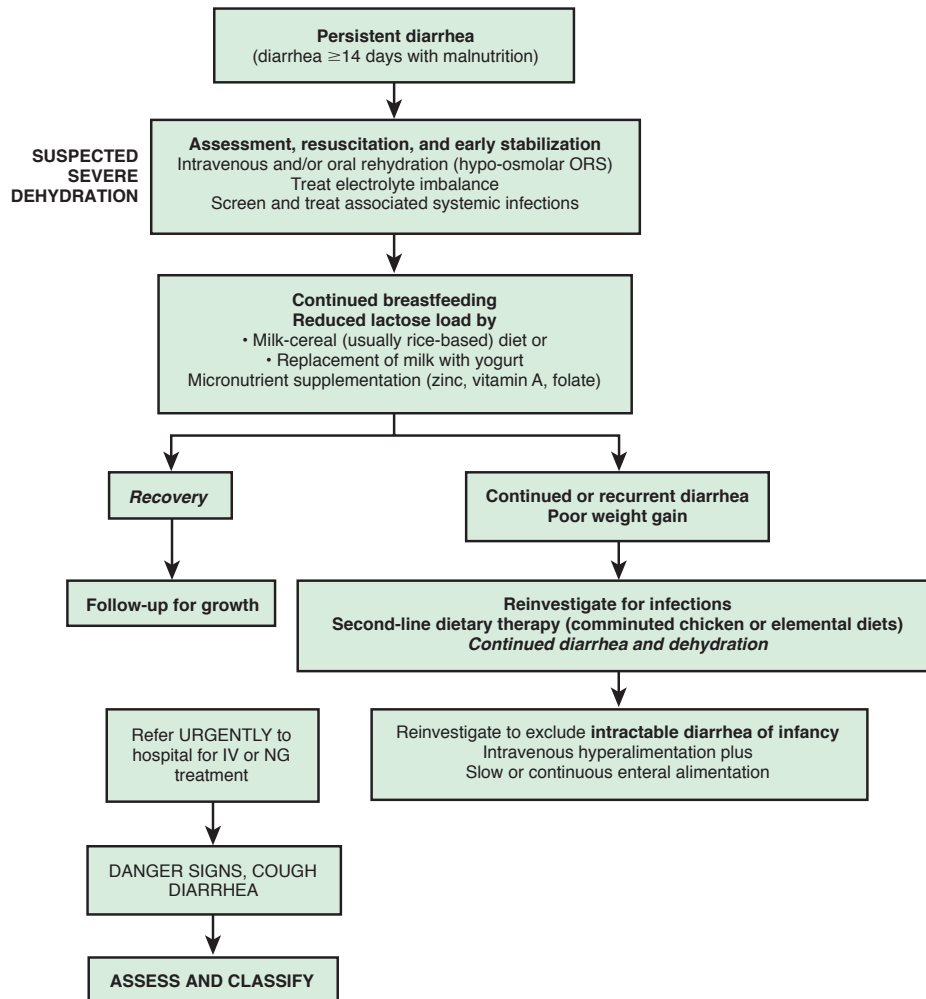 Persistent diarrhea
(diarrhea ≥14 days with malnutrition)
SUSPECTED
SEVERE
DEHYDRATION
Assessment, resuscitation, and early stabilization
Intravenous and/or oral rehydration (hypo-osmolar ORS)
Treat electrolyte imbalance
Screen and treat associated systemic infections
Continued breastfeeding
Reduced lactose load by
• Milk-cereal (usually rice-based) diet or
• Replacement of milk with yogurt
Micronutrient supplementation (zinc, vitamin A, folate)
Recovery
Continued or recurrent diarrhea
Poor weight gain
Follow-up for growth
Reinvestigate for infections
Second-line dietary therapy (comminuted chicken or elemental diets)
Continued diarrhea and dehydration
Refer URGENTLY to
hospital for IV or NG
treatment
Reinvestigate to exclude intractable diarrhea of infancy
Intravenous hyperalimentation plus
Slow or continuous enteral alimentation
DANGER SIGNS, COUGH
DIARRHEA
ASSESS AND CLASSIFY